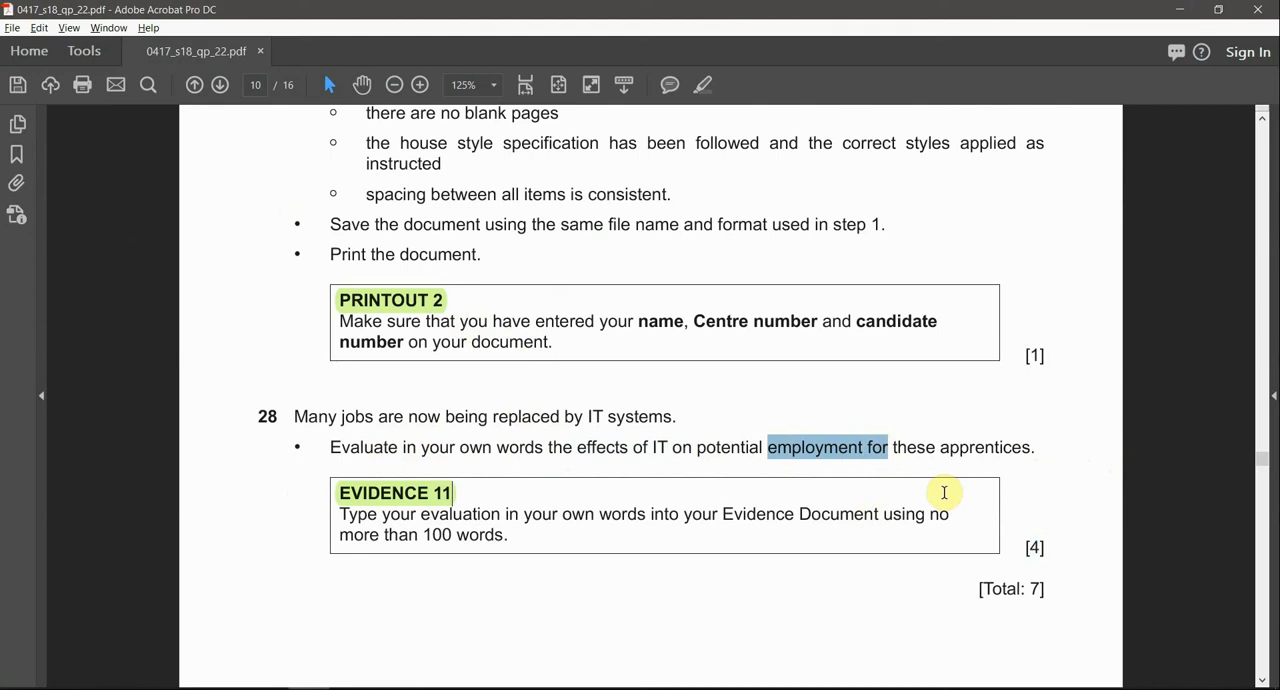 0417_s18_qp_22.pdf - Adobe Acrobat Pro DC
File Edit View Window Help
Home Tools 0417_s18_qp_22.pdf × Sign In
10 / 16 125%
there are no blank pages
the house style specification has been followed and the correct styles applied as
instructed
spacing between all items is consistent.
• Save the document using the same file name and format used in step 1.
• Print the document.
PRINTOUT 2
Make sure that you have entered your name, Centre number and candidate
number on your document.
[1]
28 Many jobs are now being replaced by IT systems.
• Evaluate in your own words the effects of IT on potential employment for these apprentices.
EVIDENCE 11
Type your evaluation in your own words into your Evidence Document using no
more than 100 words.
[4]
[Total: 7]